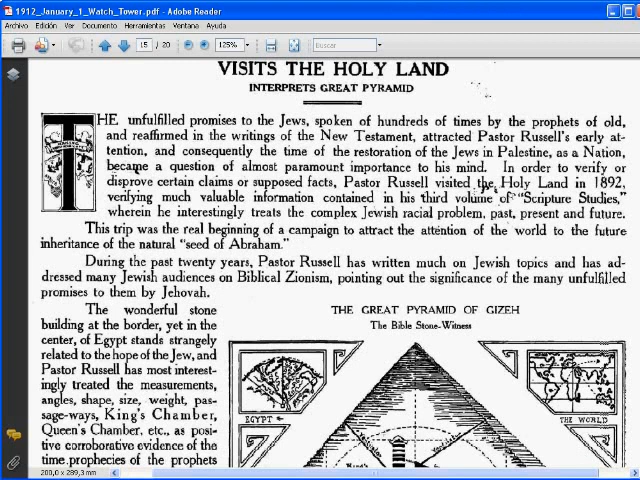 1912_January_1_Watch_Tower.pdf - Adobe Reader
Archivo Edición Ver Documento Herramientas Ventana Ayuda
15 / 20 125% Buscar
VISITS THE HOLY LAND
INTERPRETS GREAT PYRAMID
THE unfulfilled promises to the Jews, spoken of hundreds of times by the prophets of old,
and reaffirmed in the writings of the New Testament, attracted Pastor Russell's early at-
tention, and consequently the time of the restoration of the Jews in Palestine, as a Nation,
became a question of almost paramount importance to his mind. In order to verify or
disprove certain claims or supposed facts, Pastor Russell visited the Holy Land in 1892,
verifying much valuable information contained in his third volume of "Scripture Studies,"
wherein he interestingly treats the complex Jewish racial problem, past, present and future.
This trip was the real beginning of a campaign to attract the attention of the world to the future
inheritance of the natural "seed of Abraham."
During the past twenty years, Pastor Russell has written much on Jewish topics and has ad-
dressed many Jewish audiences on Biblical Zionism, pointing out the significance of the many unfulfilled
promises to them by Jehovah.
The wonderful stone
building at the border, yet in the
center, of Egypt stands strangely
related to the hope of the Jew, and
Pastor Russell has most interest-
ingly treated the measurements,
angles, shape, size, weight, pas-
sage-ways, King's Chamber,
Queen's Chamber, etc., as posi-
tive corroborative evidence of the
time prophecies of the prophets
THE GREAT PYRAMID OF GIZEH
The Bible Stone-Witness
EGYPT
THE WORLD
200,0 x 289,3 mm